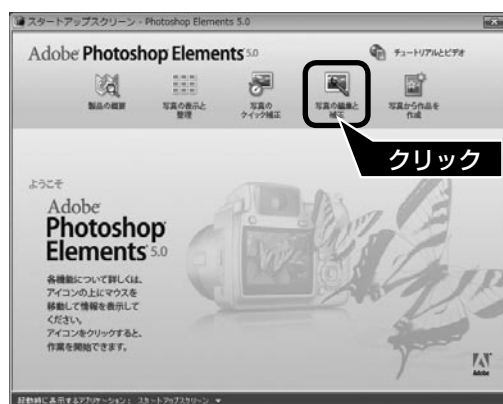 スタートアップスクリーン - Photoshop Elements 5.0
Adobe Photoshop Elements 5.0
チュートリアルとビデオ
製品の概要
写真の表示と
整理
写真の
クイック補正
写真の編集と
補正
写真から作品を
作成
クリック
ようこそ
Adobe
Photoshop
Elements 5.0
各機能について詳しくは、
アイコンの上にマウスを
移動して情報を表示して
ください。
アイコンをクリックすると、
作業を開始できます。
Adobe
起動時に表示するアプリケーション: スタートアップスクリーン